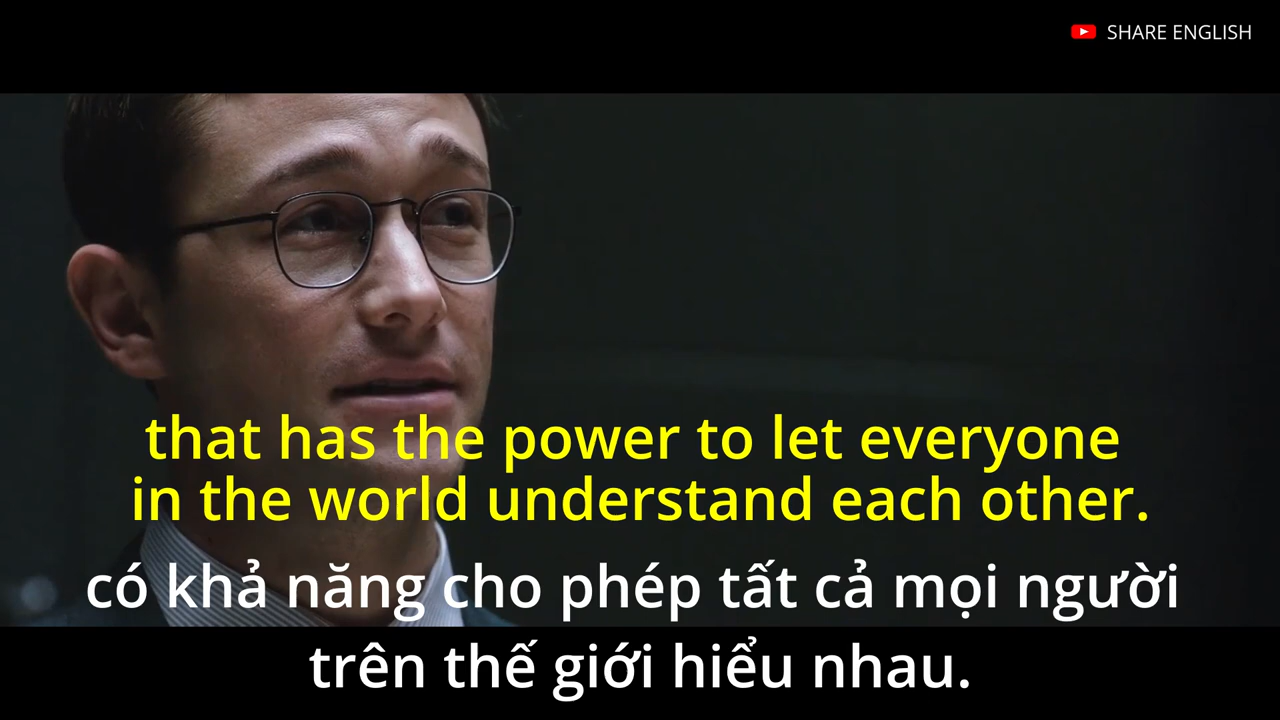 SHARE ENGLISH
that has the power to let everyone
in the world understand each other.
có khả năng cho phép tất cả mọi người
trên thế giới hiểu nhau.